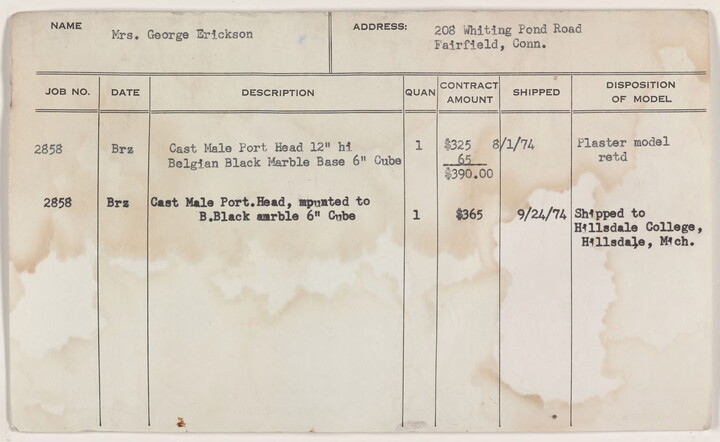 NAME Mrs. George Erickson ADDRESS: 208 Whiting Pond Road
Fairfield, Conn.
JOB NO. DATE DESCRIPTION QUAN CONTRACT AMOUNT SHIPPED DISPOSITION OF MODEL
2858 Brz Cast Male Port Head 12" hi 1 $325 8/1/74 Plaster model
Belgian Black Marble Base 6" Cube 65 retd
$390.00
2858 Brz Cast Male Port.Head, mpunted to
B.Black amrble 6" Cube 1 $365 9/24/74 Shipped to
Hillsdale College,
Hillsdale, Mich.